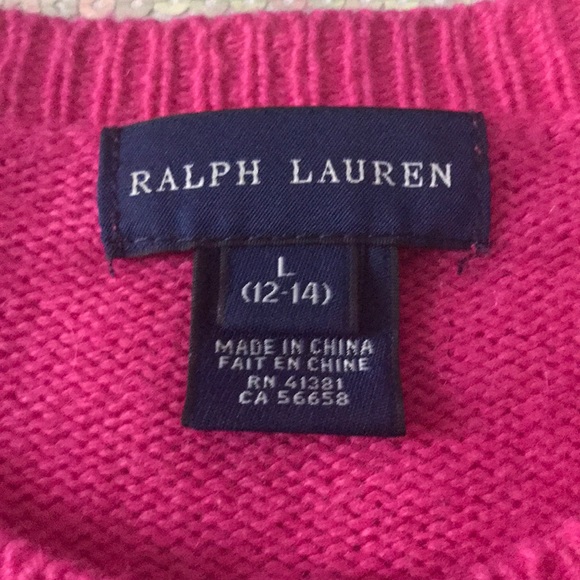 RALPH LAUREN
L
(12-14)
MADE IN CHINA
FAIT EN CHINE
RN 41381
CA 56658